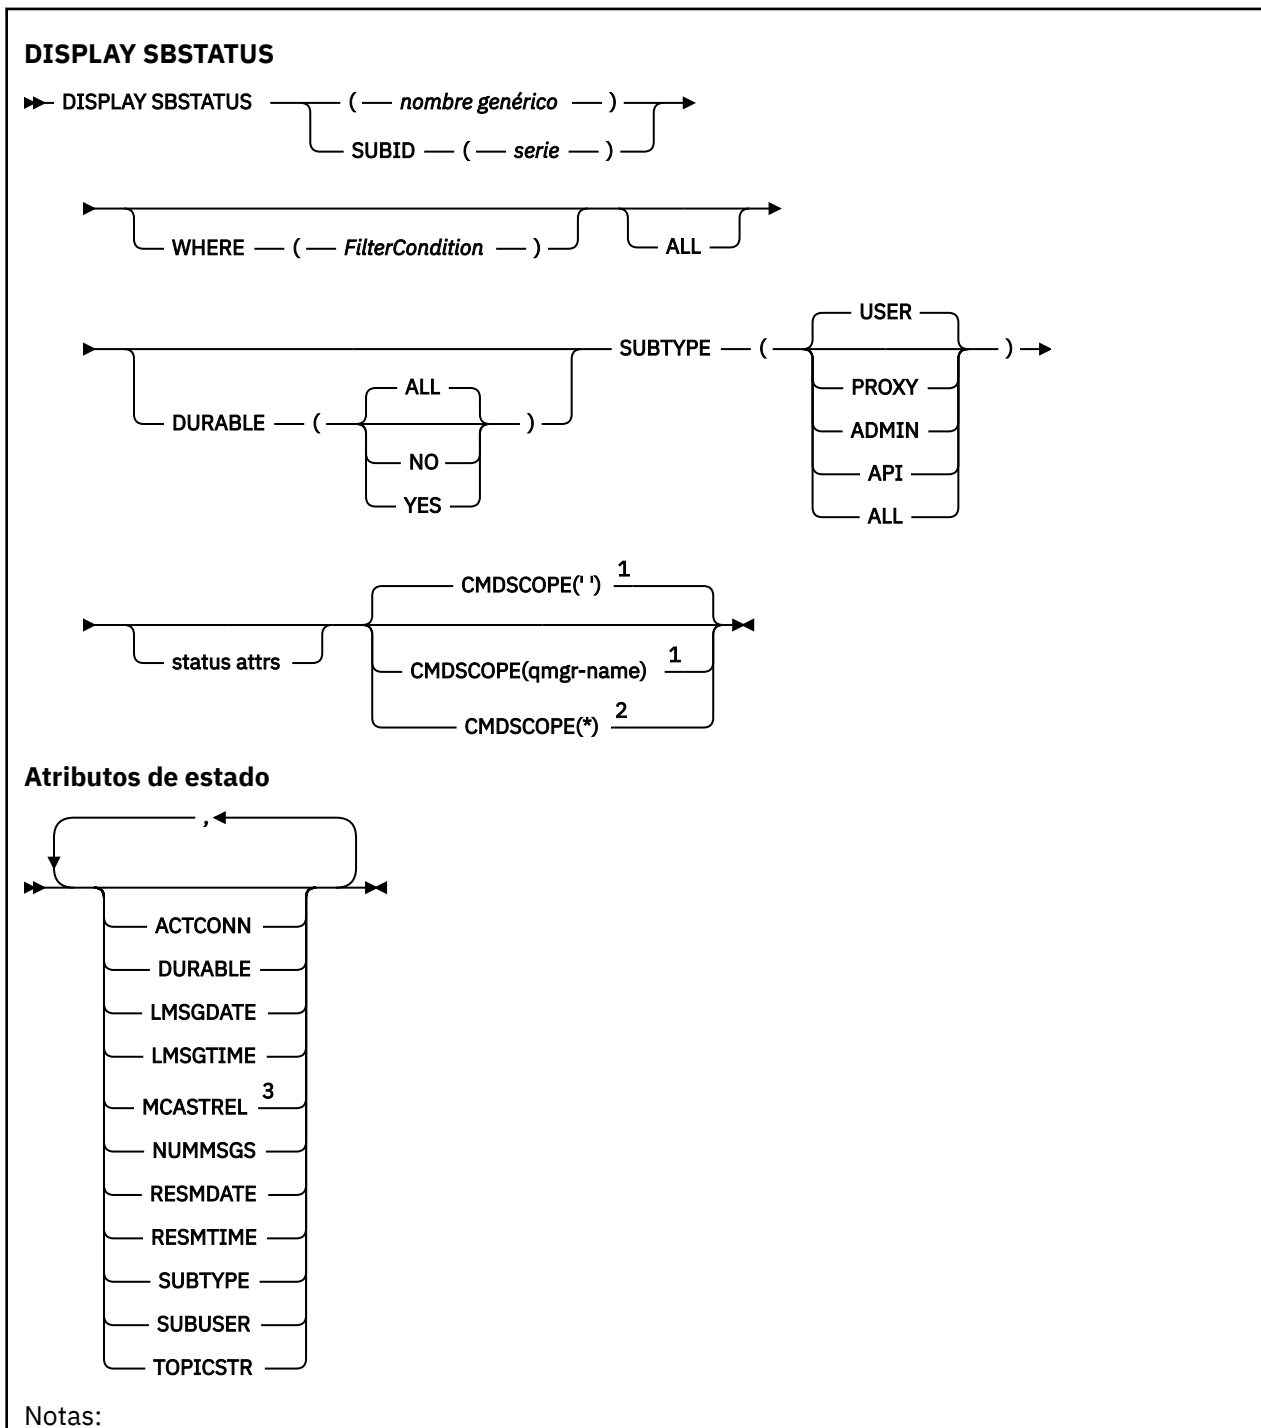 DISPLAY SBSTATUS
DISPLAY SBSTATUS ( nombre genérico )
SUBID ( serie )
WHERE ( FilterCondition ) ALL
USER
SUBTYPE ( )
ALL PROXY
DURABLE ( ) ADMIN
NO API
YES ALL
CMDSCOPE(' ') 1
status attrs CMDSCOPE(qmgr-name) 1
CMDSCOPE(*) 2
Atributos de estado
,
ACTCONN
DURABLE
LMSGDATE
LMSGTIME
MCASTREL 3
NUMMSGS
RESMDATE
RESMTIME
SUBTYPE
SUBUSER
TOPICSTR
Notas: